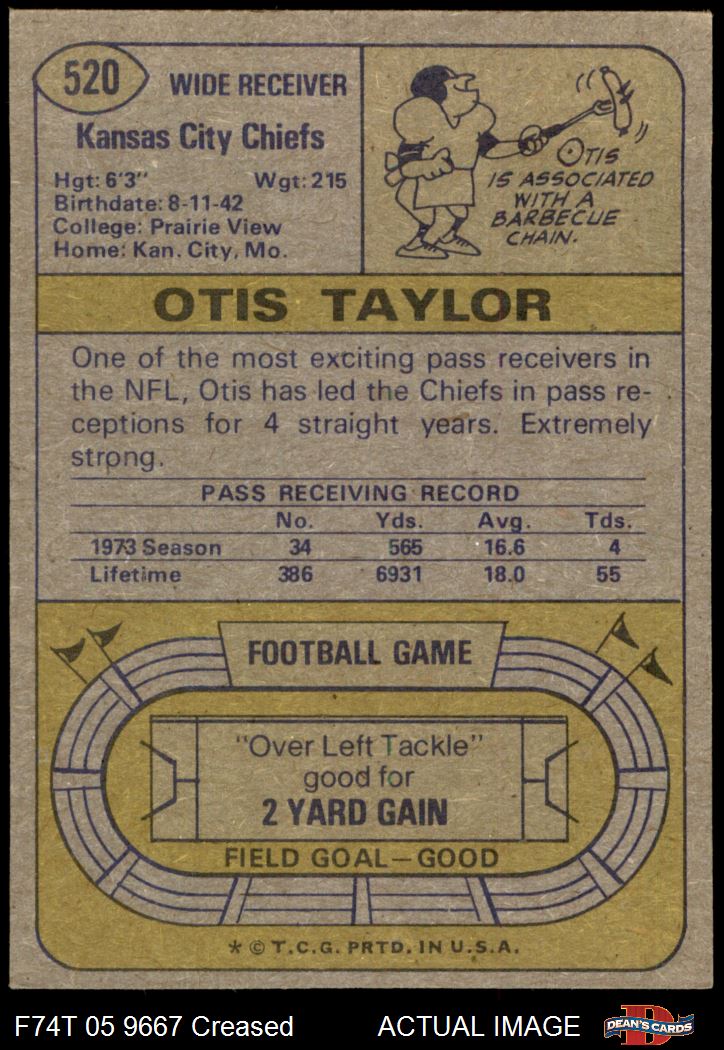 520
WIDE RECEIVER
Kansas City Chiefs
Hgt: 6'3" Wgt: 215
Birthdate: 8-11-42
College: Prairie View
Home: Kan. City, Mo.
OTIS
IS ASSOCIATED
WITH A
BARBECUE
CHAIN.
OTIS TAYLOR
One of the most exciting pass receivers in
the NFL, Otis has led the Chiefs in pass re-
ceptions for 4 straight years. Extremely
strong.
PASS RECEIVING RECORD
No. Yds. Avg. Tds.
1973 Season 34 565 16.6 4
Lifetime 386 6931 18.0 55
FOOTBALL GAME
"Over Left Tackle"
good for
2 YARD GAIN
FIELD GOAL—GOOD
* © T.C.G. PRTD. IN U.S.A.
F74T 05 9667 Creased ACTUAL IMAGE
D
DEAN'S CARDS